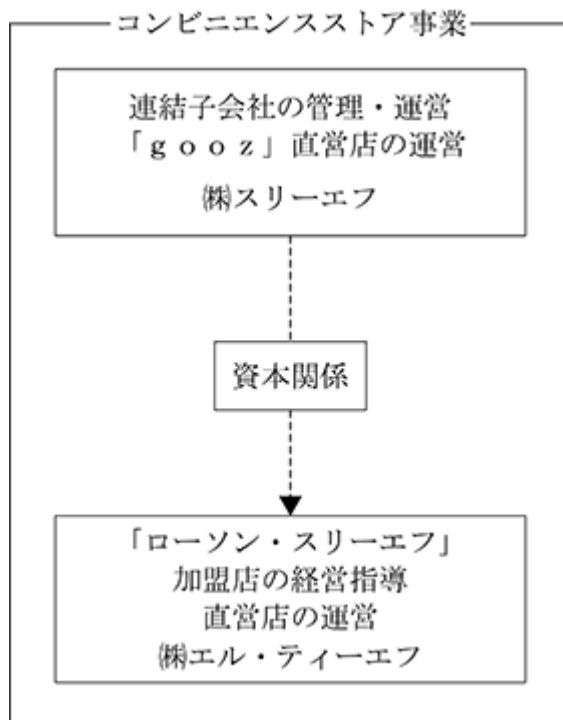 コンビニエンスストア事業
連結子会社の管理・運営
「ｇｏｏｚ」直営店の運営
㈱スリーエフ
資本関係
「ローソン・スリーエフ」
加盟店の経営指導
直営店の運営
㈱エル・ティーエフ